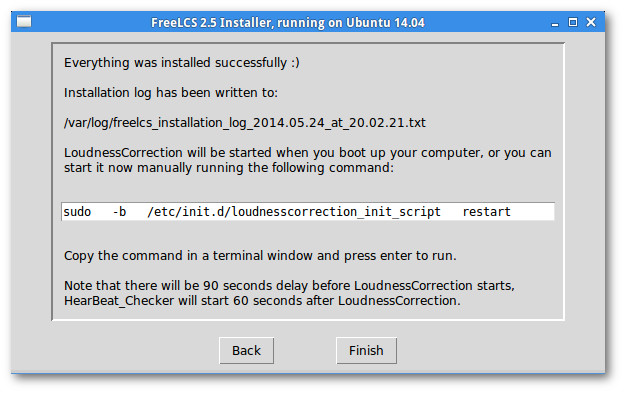 FreeLCS 2.5 Installer, running on Ubuntu 14.04
Everything was installed successfully :)
Installation log has been written to:
/var/log/freelcs_installation_log_2014.05.24_at_20.02.21.txt
LoudnessCorrection will be started when you boot up your computer, or you can
start it now manually running the following command:
sudo   -b   /etc/init.d/loudnesscorrection_init_script   restart
Copy the command in a terminal window and press enter to run.
Note that there will be 90 seconds delay before LoudnessCorrection starts,
HearBeat_Checker will start 60 seconds after LoudnessCorrection.
Back
Finish